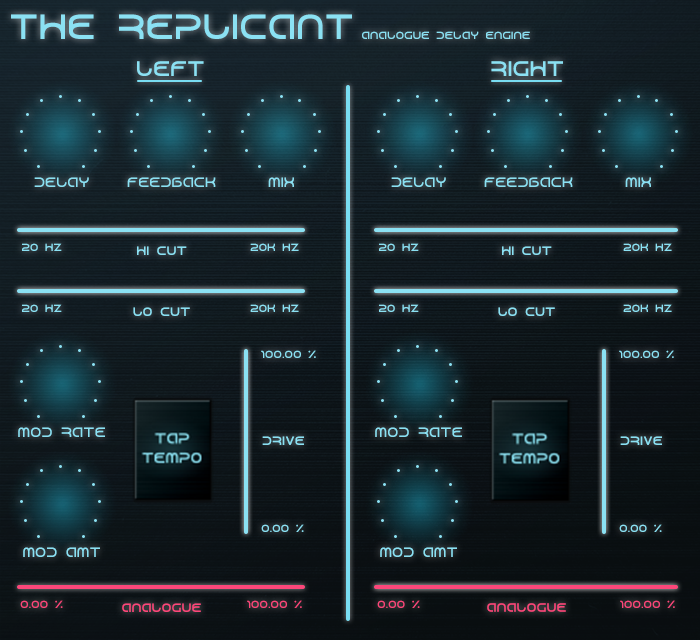 THE REPLICANT ANALOGUE DELAY ENGINE
LEFT
DELAY FEEDBACK MIX
20 HZ HI CUT 20K HZ
20 HZ LO CUT 20K HZ
MOD RATE
MOD AMT
TAP
TEMPO
100.00 %
DRIVE
0.00 %
0.00 % ANALOGUE 100.00 %
RIGHT
DELAY FEEDBACK MIX
20 HZ HI CUT 20K HZ
20 HZ LO CUT 20K HZ
MOD RATE
MOD AMT
TAP
TEMPO
100.00 %
DRIVE
0.00 %
0.00 % ANALOGUE 100.00 %